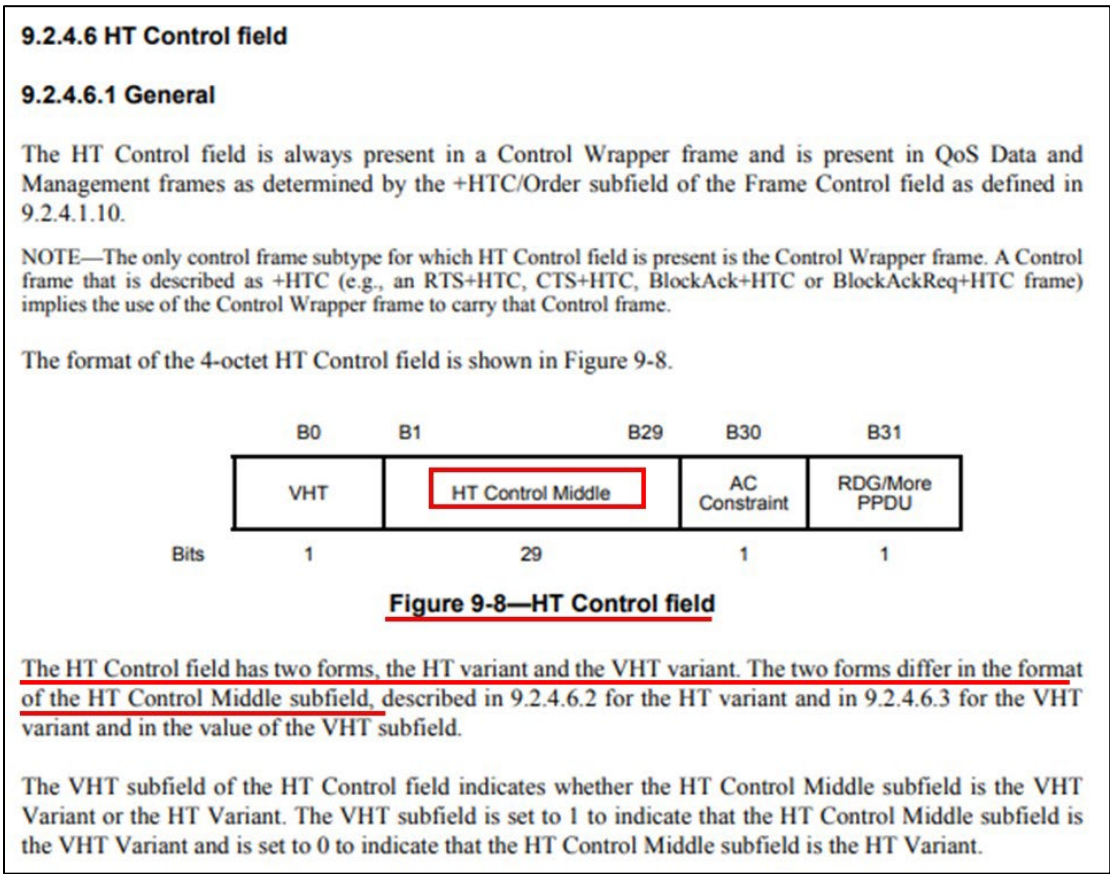 9.2.4.6 HT Control field
9.2.4.6.1 General
The HT Control field is always present in a Control Wrapper frame and is present in QoS Data and
Management frames as determined by the +HTC/Order subfield of the Frame Control field as defined in
9.2.4.1.10.
NOTE—The only control frame subtype for which HT Control field is present is the Control Wrapper frame. A Control
frame that is described as +HTC (e.g., an RTS+HTC, CTS+HTC, BlockAck+HTC or BlockAckReq+HTC frame)
implies the use of the Control Wrapper frame to carry that Control frame.
The format of the 4-octet HT Control field is shown in Figure 9-8.
B0 B1 B29 B30 B31
VHT HT Control Middle AC Constraint RDG/More PPDU
Bits 1 29 1 1
Figure 9-8—HT Control field
The HT Control field has two forms, the HT variant and the VHT variant. The two forms differ in the format
of the HT Control Middle subfield, described in 9.2.4.6.2 for the HT variant and in 9.2.4.6.3 for the VHT
variant and in the value of the VHT subfield.
The VHT subfield of the HT Control field indicates whether the HT Control Middle subfield is the VHT
Variant or the HT Variant. The VHT subfield is set to 1 to indicate that the HT Control Middle subfield is
the VHT Variant and is set to 0 to indicate that the HT Control Middle subfield is the HT Variant.